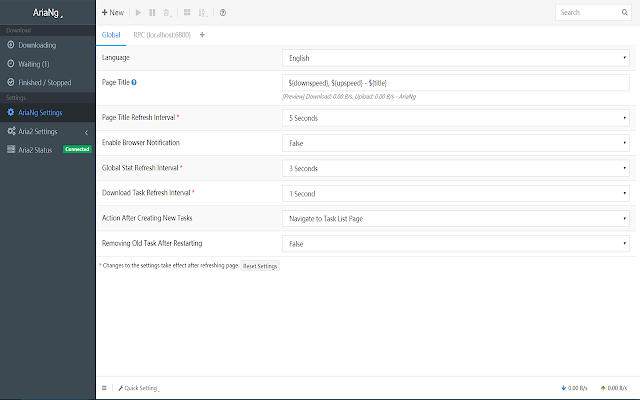 AriaNg
Download
Downloading
Waiting (1)
Finished / Stopped
Settings
AriaNg Settings
Aria2 Settings
Aria2 Status Connected
New
Search
Global RPC (localhost:6800)
Language English
Page Title ${downspeed}, ${upspeed} - ${title}
[Preview] Download: 0.00 B/s, Upload: 0.00 B/s - AriaNg
Page Title Refresh Interval * 5 Seconds
Enable Browser Notification False
Global Stat Refresh Interval * 3 Seconds
Download Task Refresh Interval * 1 Second
Action After Creating New Tasks Navigate to Task List Page
Removing Old Task After Restarting False
* Changes to the settings take effect after refreshing page. Reset Settings
Quick Setting 0.00 B/s 0.00 B/s